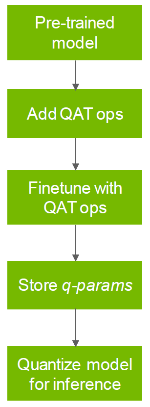 Pre-trained
model
Add QAT ops
Finetune with
QAT ops
Store q-params
Quantize model
for inference